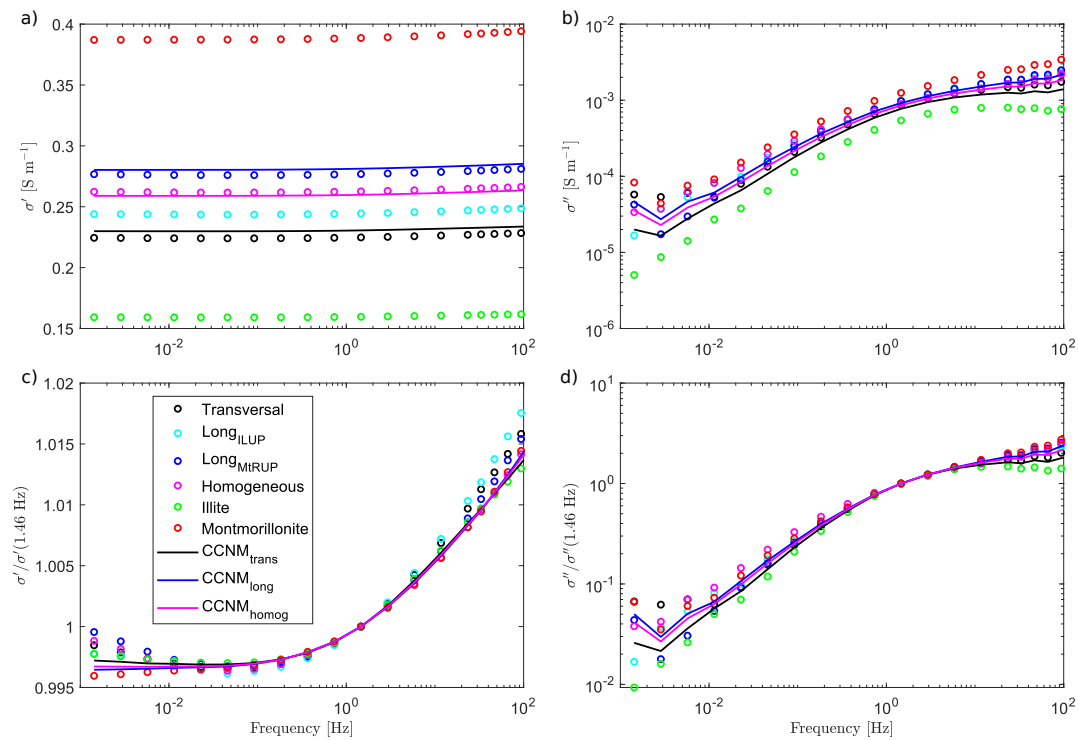 a)
0.4
0.35
0.3
0.25
0.2
0.15
σ′ [S m⁻¹]
10⁻²
10⁰
10²
b)
10⁻²
10⁻³
10⁻⁴
10⁻⁵
10⁻⁶
σ″ [S m⁻¹]
10⁻²
10⁰
10²
c)
1.02
1.015
1.01
1.005
1
0.995
σ′/σ′(1.46 Hz)
Transversal
Long_ILUP
Long_MtRUP
Homogeneous
Illite
Montmorillonite
CCNM_trans
CCNM_long
CCNM_homog
10⁻²
10⁰
10²
Frequency [Hz]
d)
10¹
10⁰
10⁻¹
10⁻²
σ″/σ″(1.46 Hz)
10⁻²
10⁰
10²
Frequency [Hz]